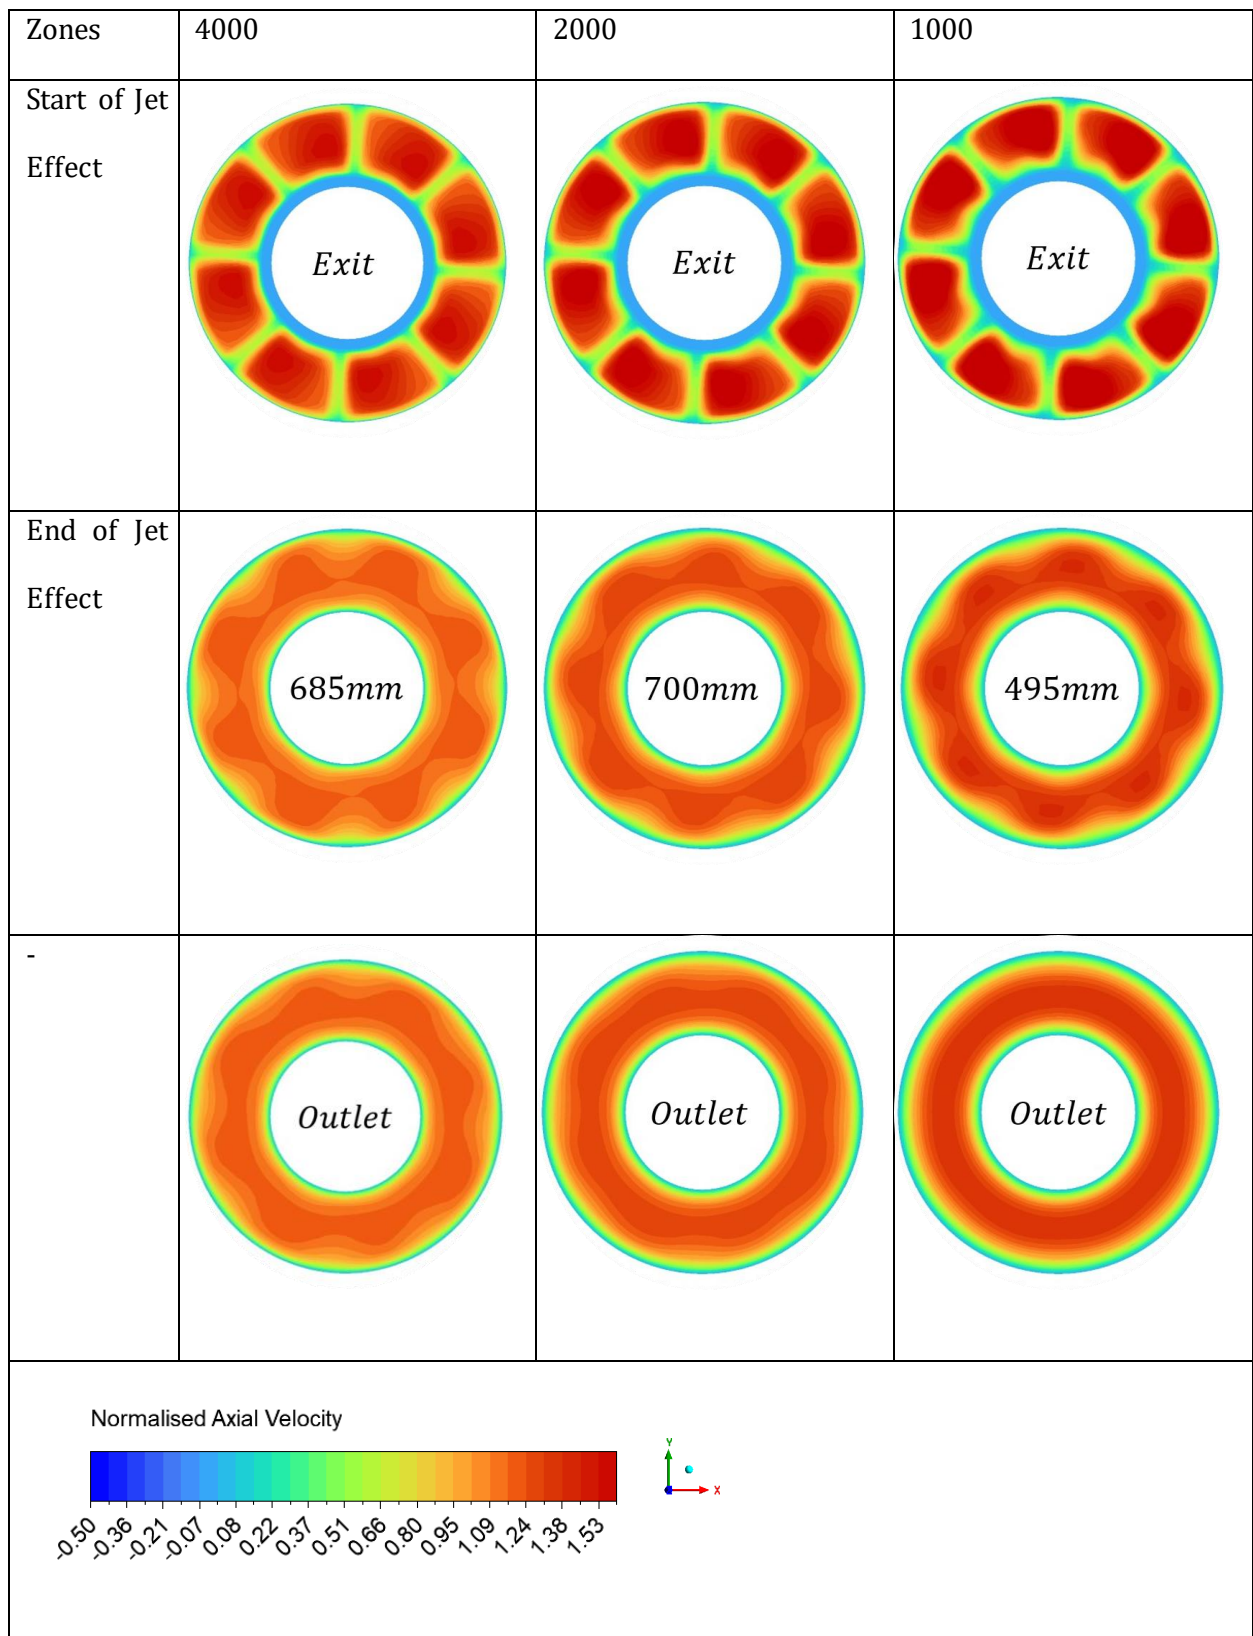 Zones 4000 2000 1000
Start of Jet
Effect
Exit Exit Exit
End of Jet
Effect
685mm 700mm 495mm
-
Outlet Outlet Outlet
Normalised Axial Velocity
-0.50 -0.36 -0.21 -0.07 0.08 0.22 0.37 0.51 0.66 0.80 0.95 1.09 1.24 1.38 1.53
Y
X